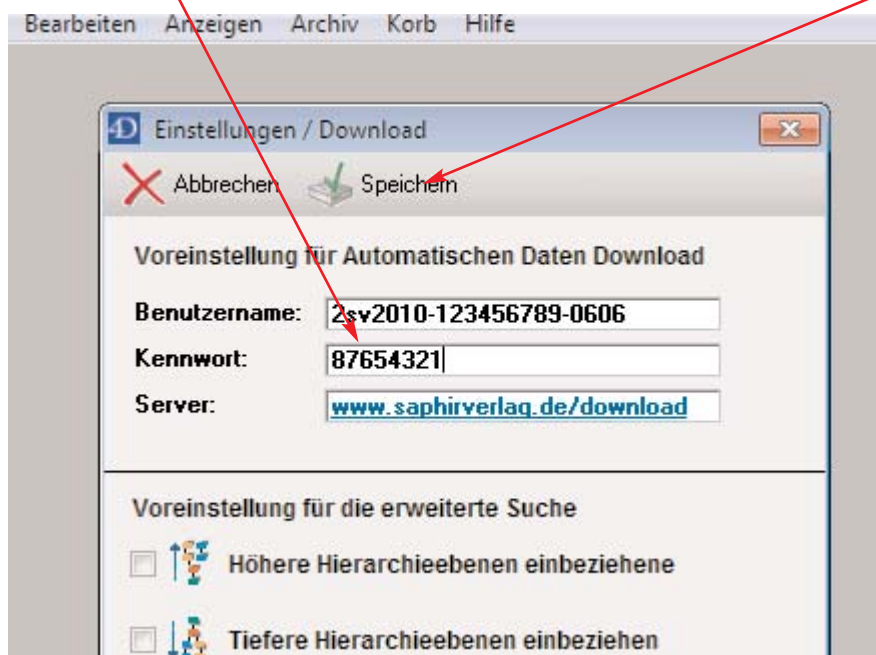 Bearbeiten Anzeigen Archiv Korb Hilfe
4D Einstellungen / Download
Abbrechen Speichern
Voreinstellung für Automatischen Daten Download
Benutzername: 2sv2010-123456789-0606
Kennwort: 87654321
Server: www.saphirverlag.de/download
Voreinstellung für die erweiterte Suche
Höhere Hierarchieebenen einbeziehene
Tiefere Hierarchieebenen einbeziehen